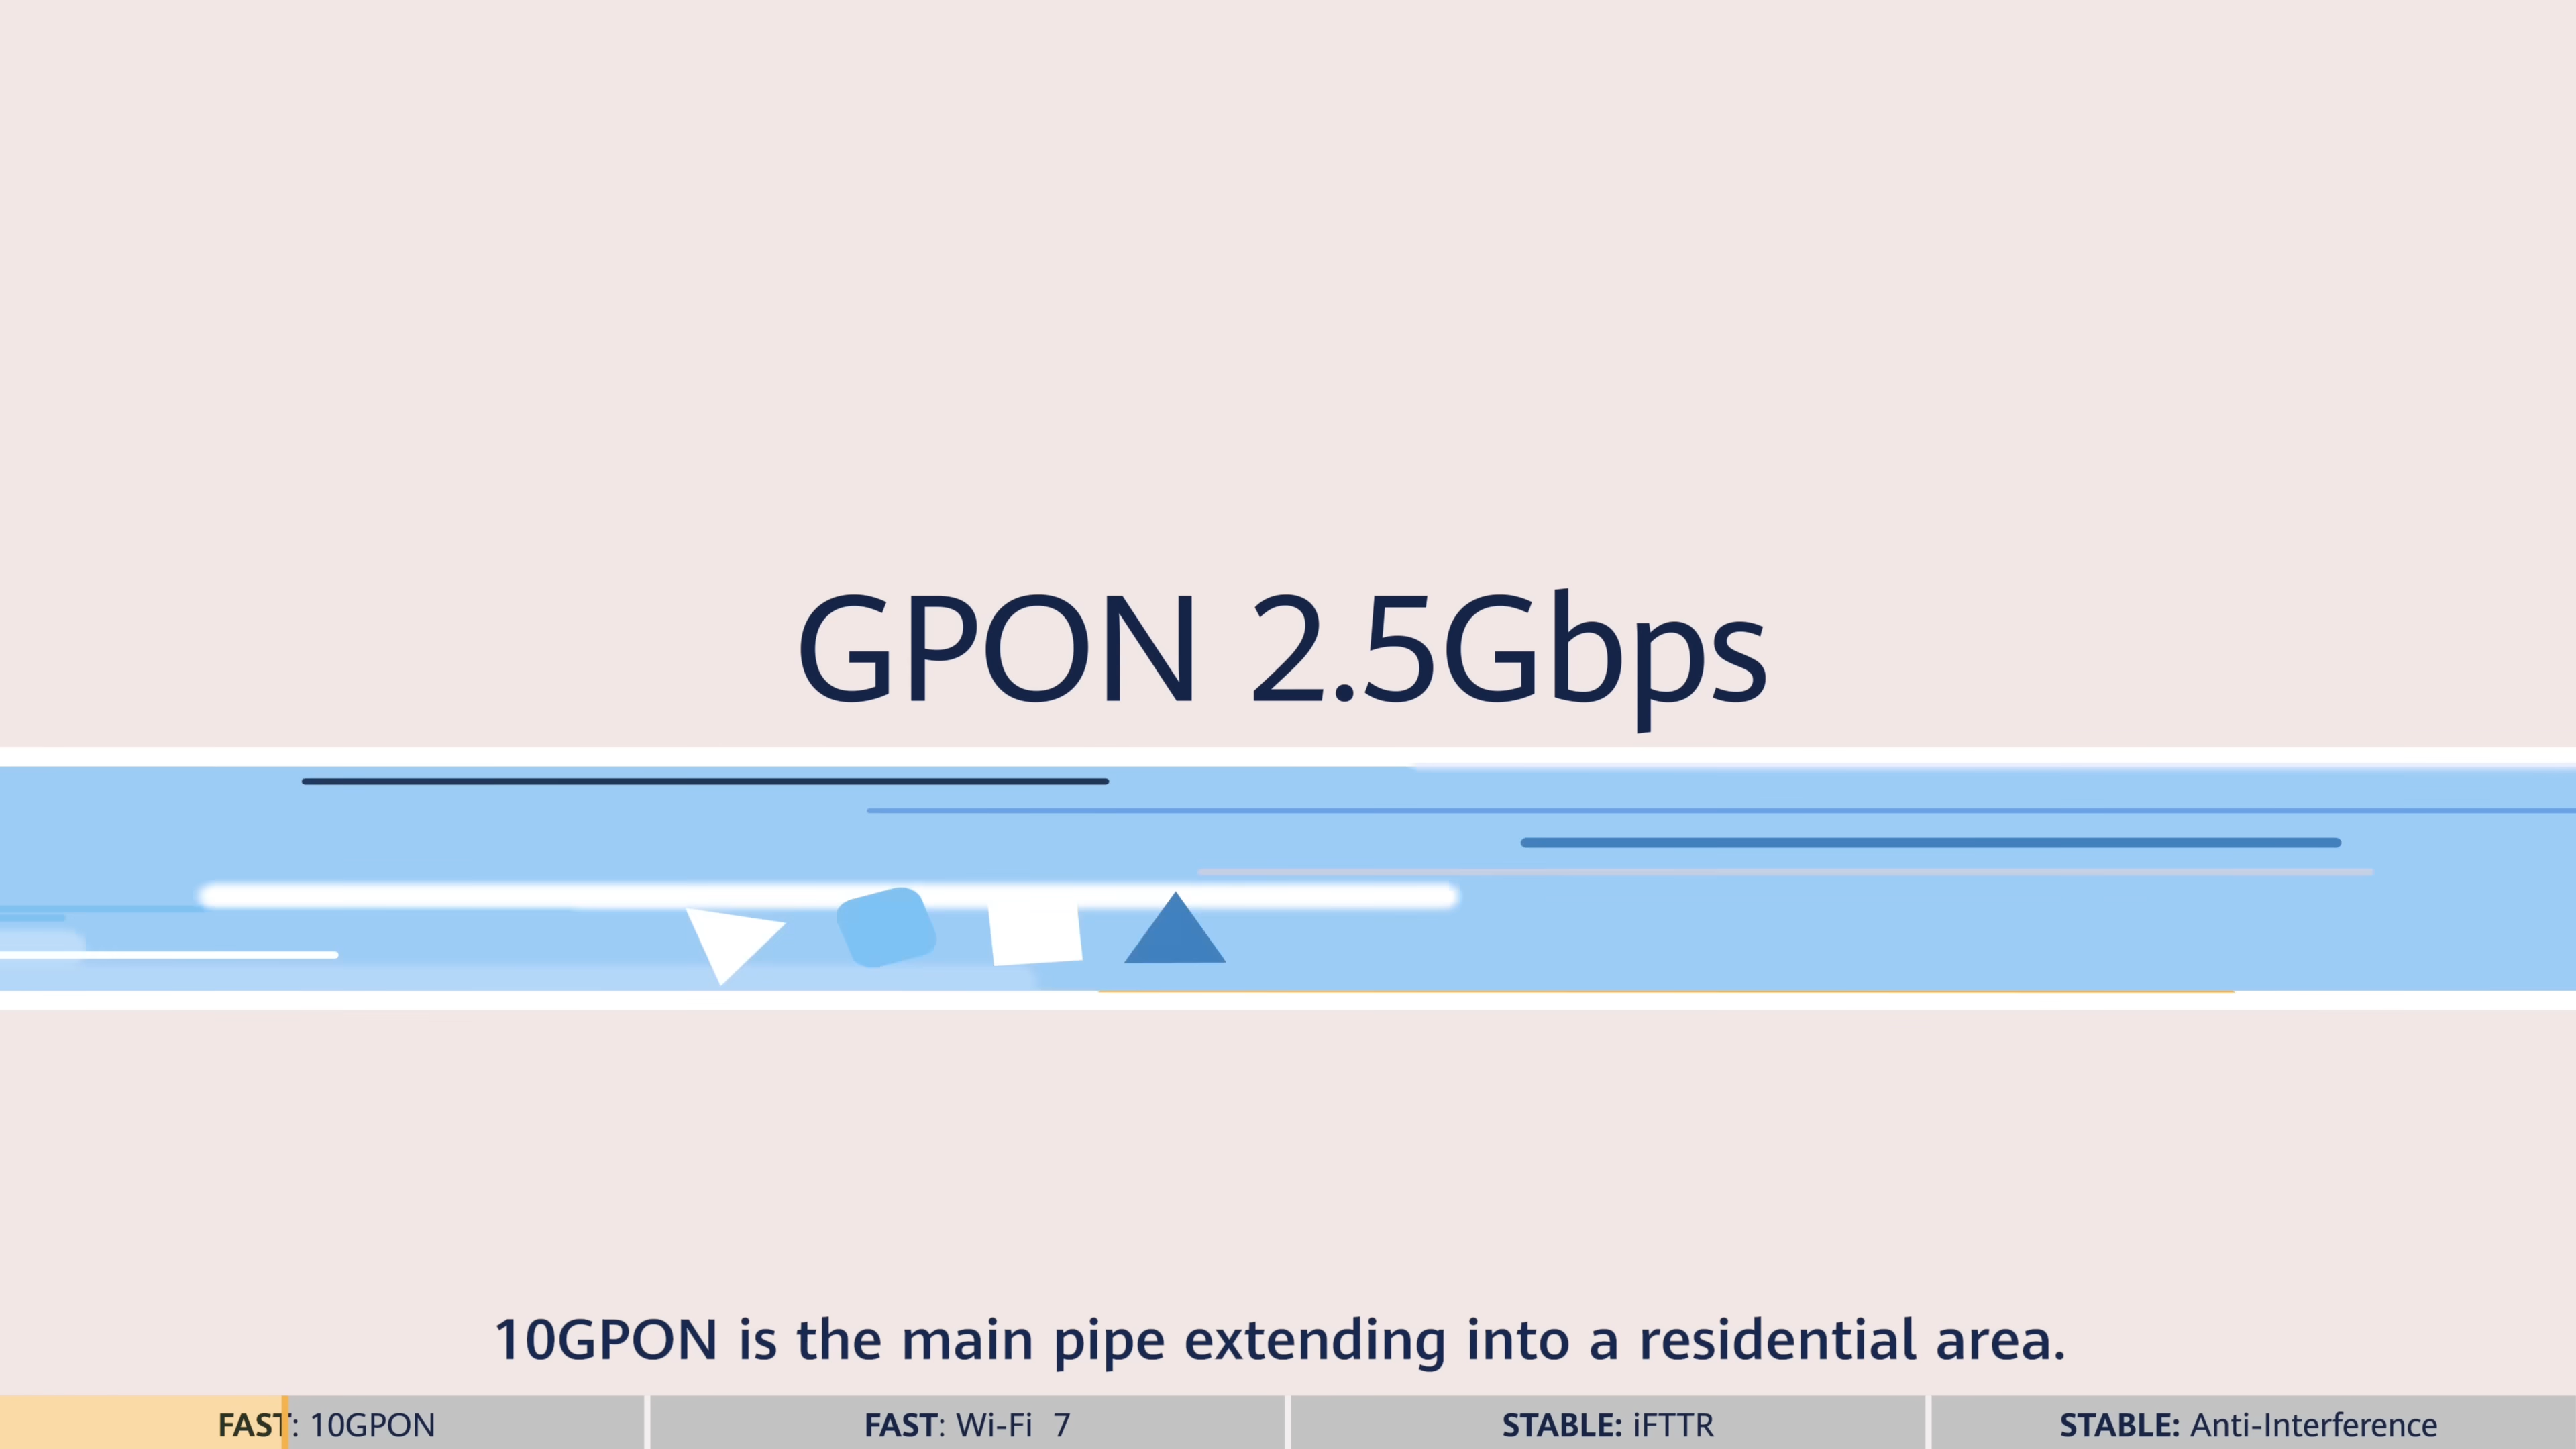 GPON 2.5Gbps
10GPON is the main pipe extending into a residential area.
FAST: 10GPON
FAST: Wi-Fi 7
STABLE: iFTTR
STABLE: Anti-Interference